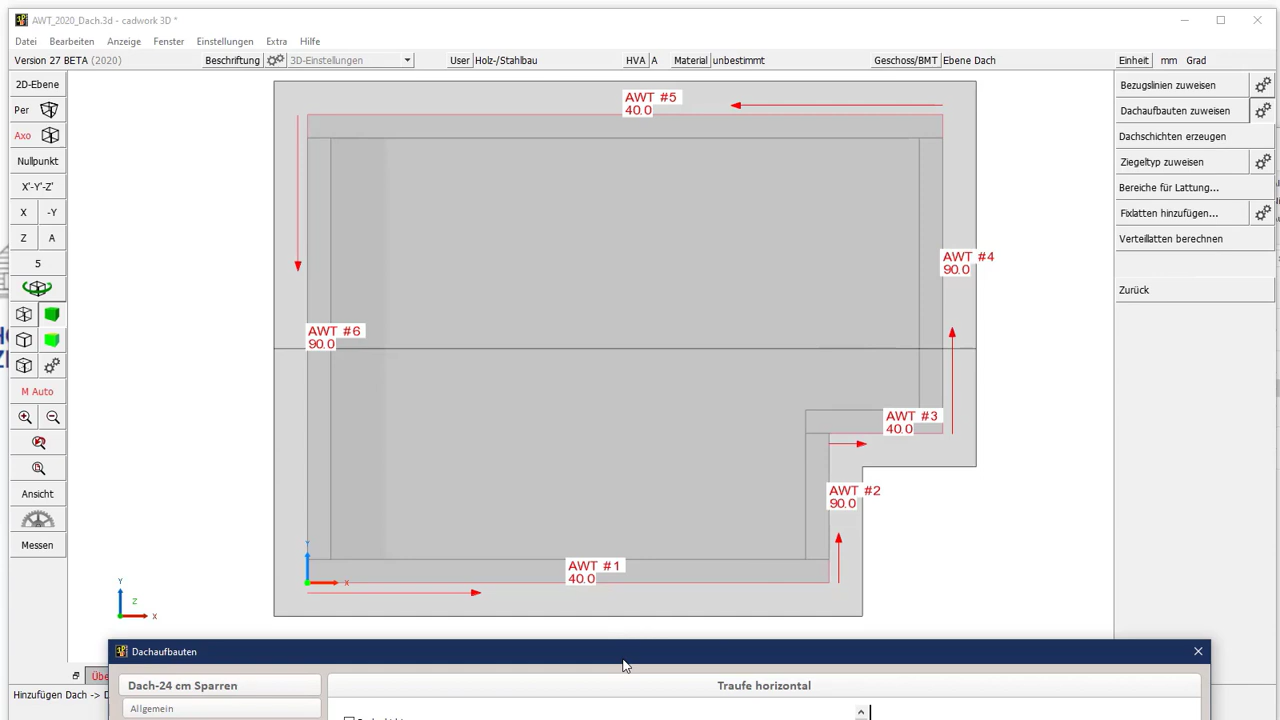 AWT_2020_Dach.3d - cadwork 3D *
Datei Bearbeiten Anzeige Fenster Einstellungen Extra Hilfe
Version 27 BETA (2020) Beschriftung 3D-Einstellungen User Holz-/Stahlbau HVA A Material unbestimmt Geschoss/BMT Ebene Dach Einheit mm Grad
2D-Ebene
Per
Axo
Nullpunkt
X'-Y'-Z'
X -Y
Z A
5
M Auto
Ansicht
Messen
AWT #5
40.0
AWT #4
90.0
AWT #6
90.0
AWT #3
40.0
AWT #2
90.0
AWT #1
40.0
Y
X
Y
Z
X
Bezugslinien zuweisen
Dachaufbauten zuweisen
Dachschichten erzeugen
Ziegeltyp zuweisen
Bereiche für Lattung...
Fixlatten hinzufügen...
Verteillatten berechnen
Zurück
Hinzufügen Dach -> D
Dachaufbauten
Dach-24 cm Sparren
Traufe horizontal
Allgemein